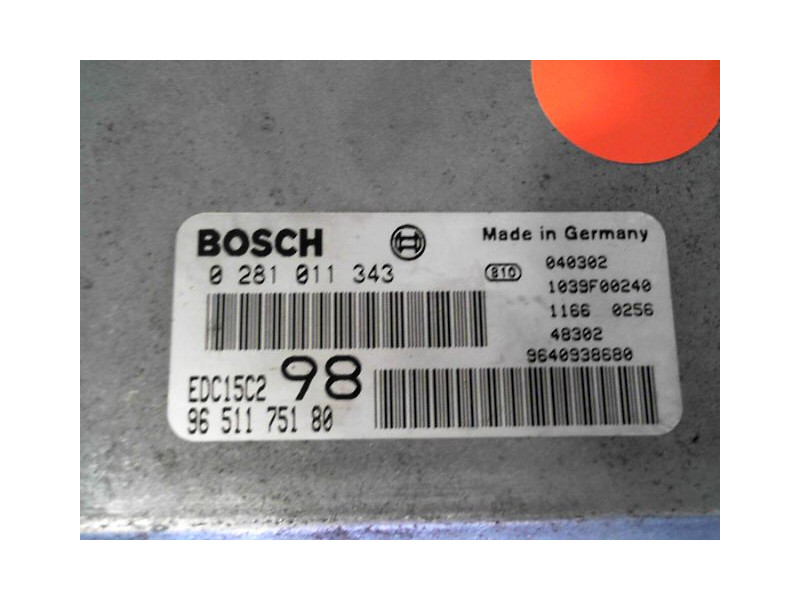 BOSCH
Made in Germany
0 281 011 343
810
040302
1039F00240
1166 0256
48302
9640938680
EDC15C2 98
96 511 751 80